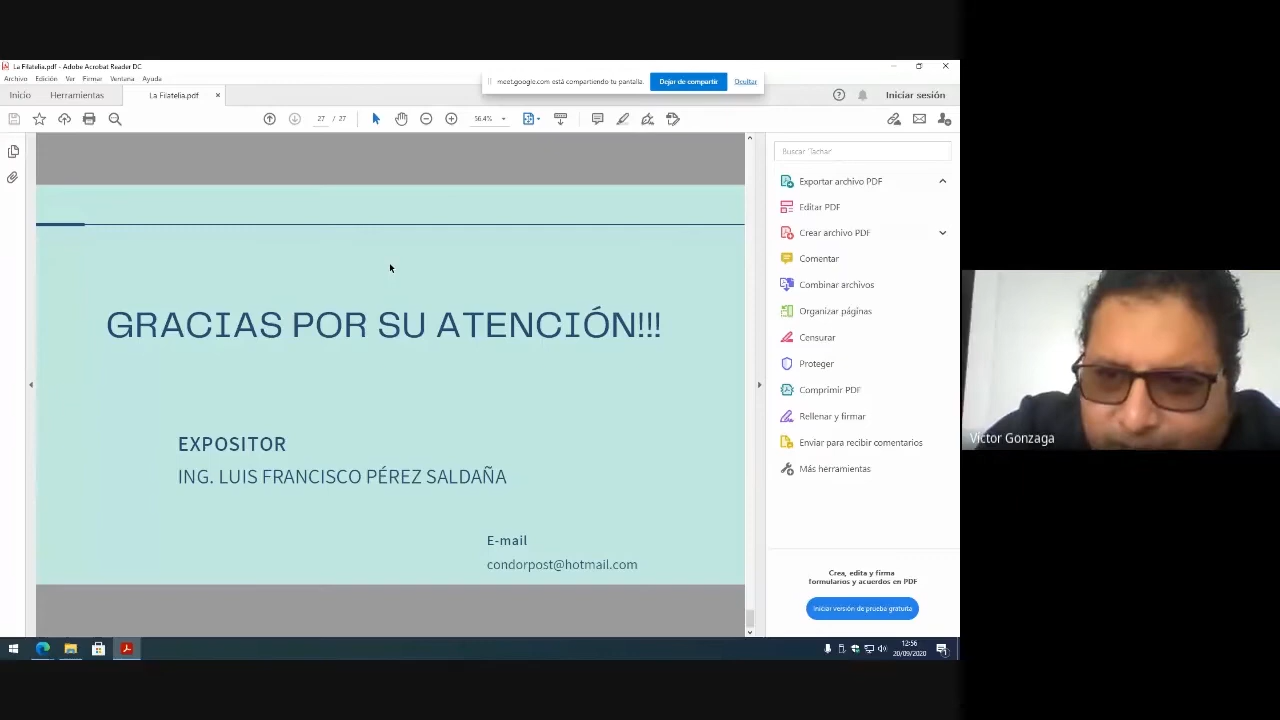 La Filatelia.pdf - Adobe Acrobat Reader DC
Archivo Edición Ver Firmar Ventana Ayuda
meet.google.com está compartiendo tu pantalla. Dejar de compartir Ocultar
Inicio Herramientas La Filatelia.pdf × Iniciar sesión
27 / 27 56.4%
Buscar 'Tachar'
Exportar archivo PDF
Editar PDF
Crear archivo PDF
Comentar
Combinar archivos
Organizar páginas
Censurar
Proteger
Comprimir PDF
Rellenar y firmar
Enviar para recibir comentarios
Más herramientas
GRACIAS POR SU ATENCIÓN!!!
EXPOSITOR
ING. LUIS FRANCISCO PÉREZ SALDAÑA
E-mail
condorpost@hotmail.com
Crea, edita y firma
formularios y acuerdos en PDF
Iniciar versión de prueba gratuita
Victor Gonzaga
12:56
20/09/2020